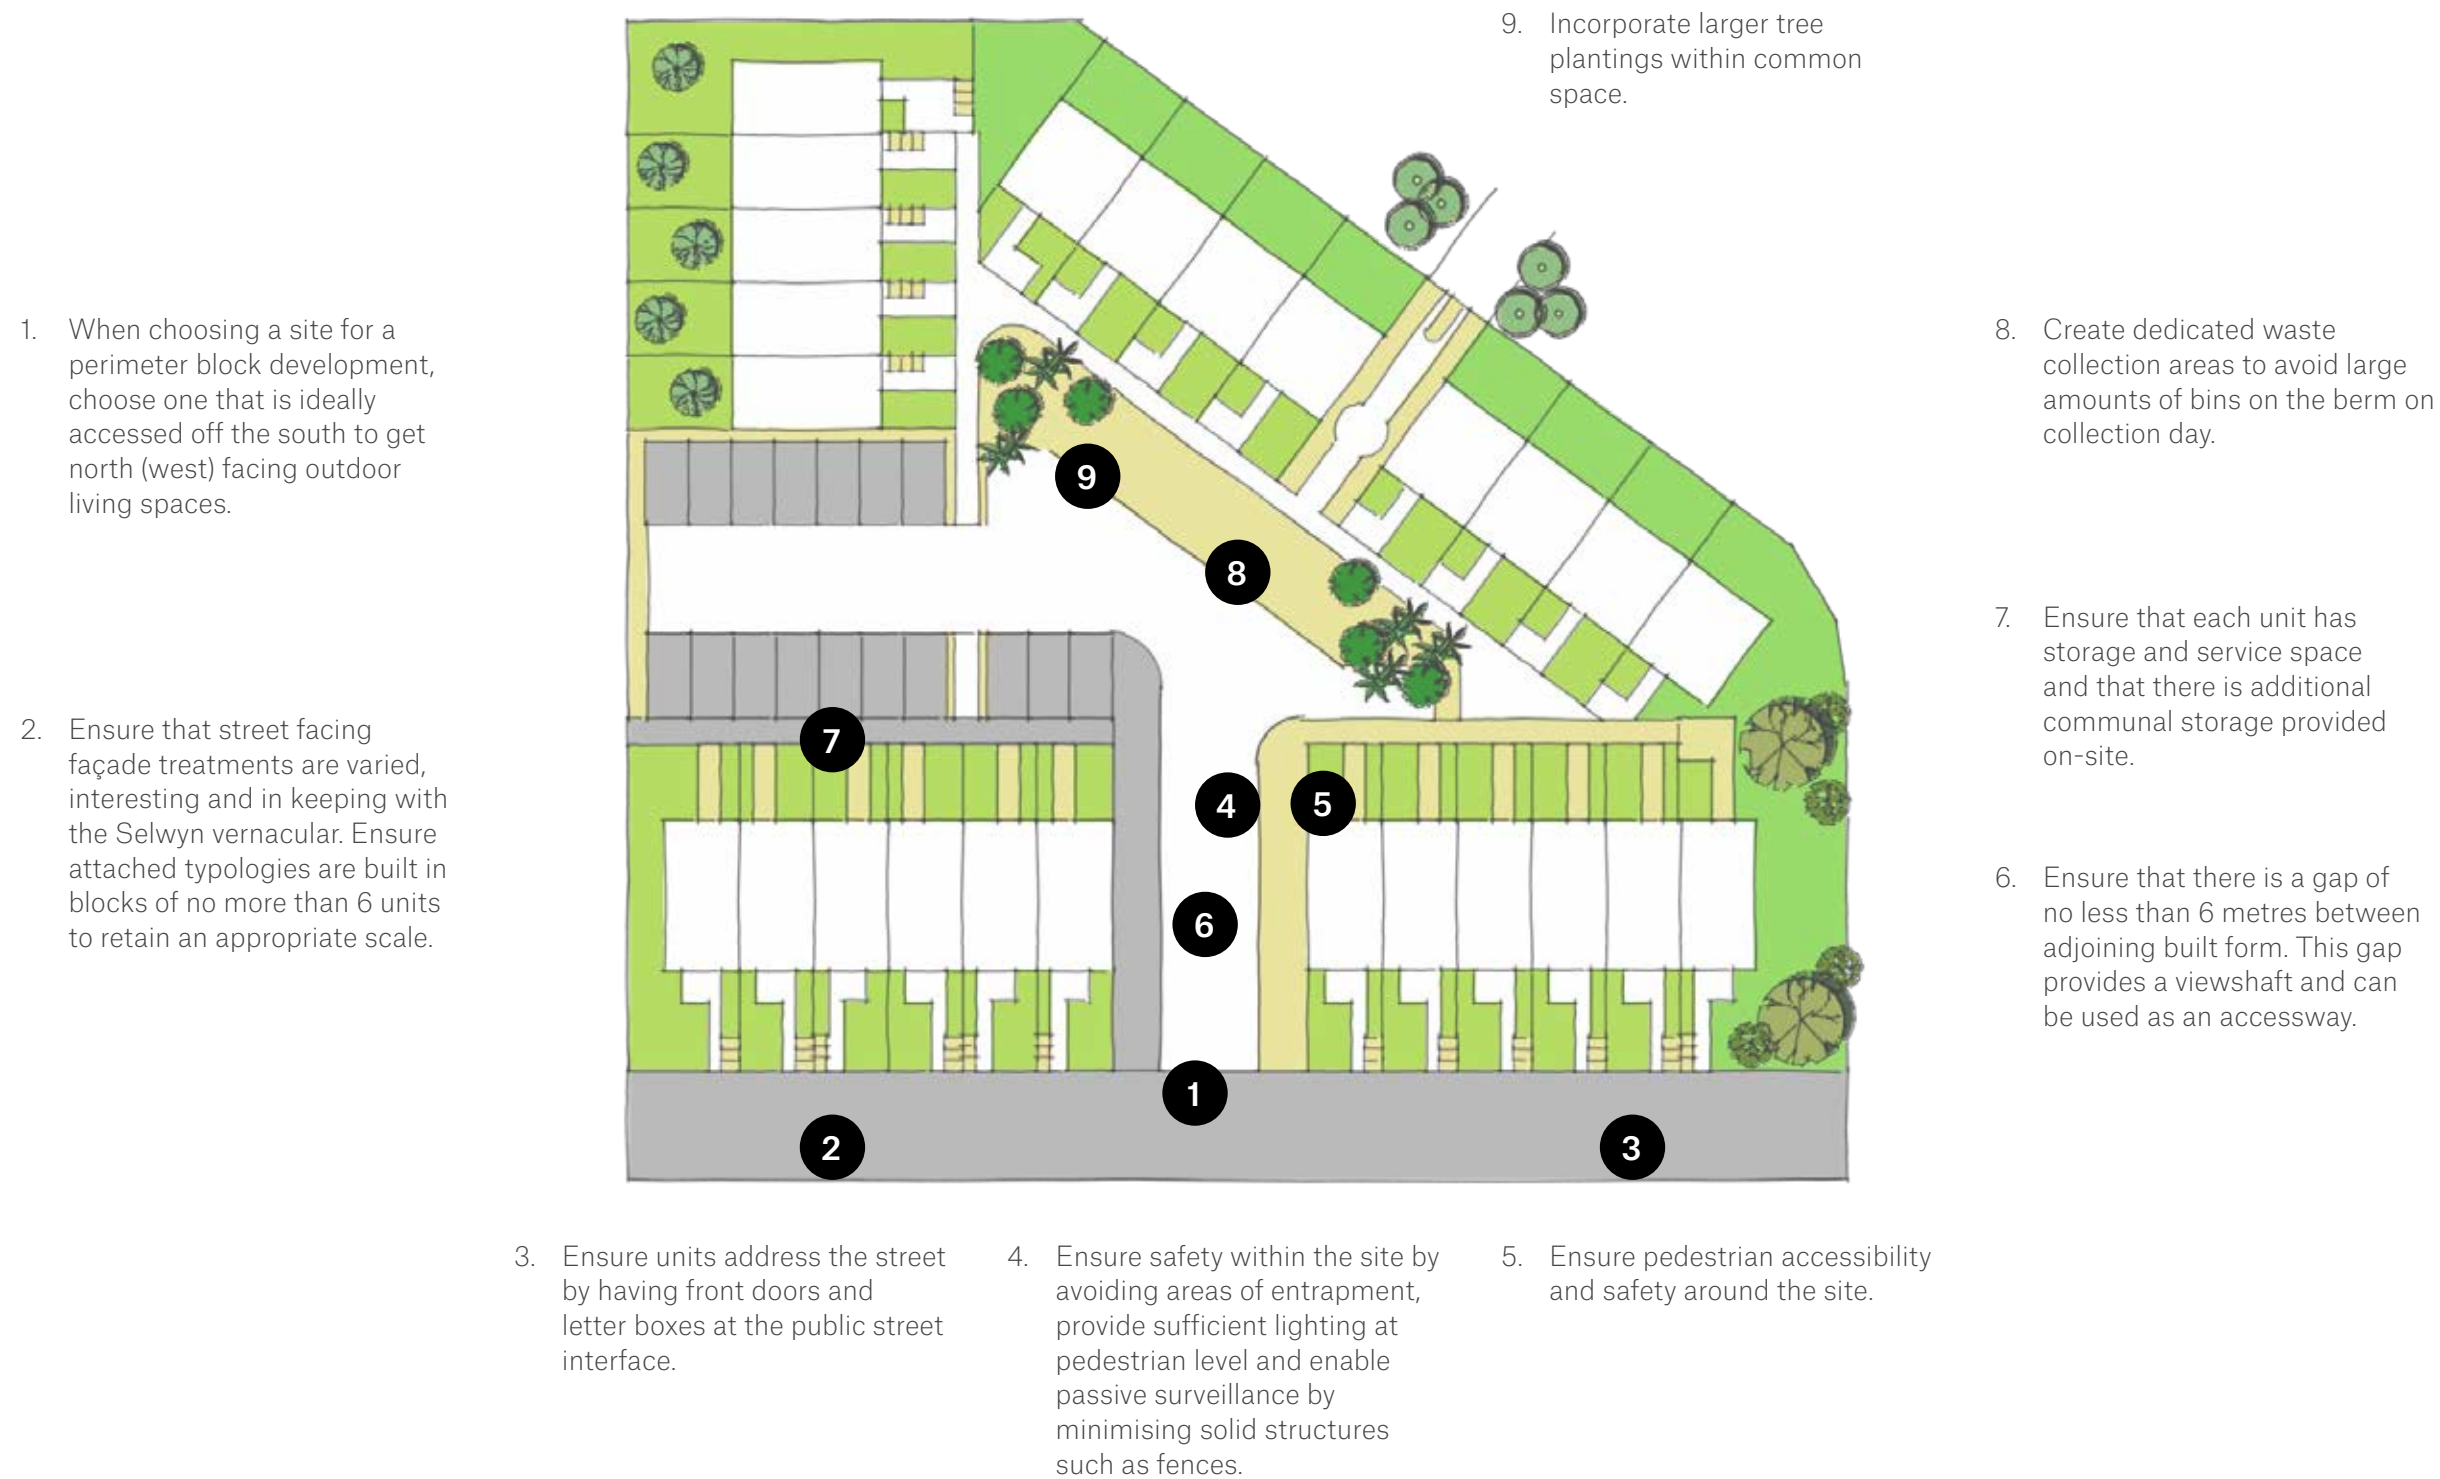 1. When choosing a site for a
perimeter block development,
choose one that is ideally
accessed off the south to get
north (west) facing outdoor
living spaces.
2. Ensure that street facing
façade treatments are varied,
interesting and in keeping with
the Selwyn vernacular. Ensure
attached typologies are built in
blocks of no more than 6 units
to retain an appropriate scale.
3. Ensure units address the street
by having front doors and
letter boxes at the public street
interface.
4. Ensure safety within the site by
avoiding areas of entrapment,
provide sufficient lighting at
pedestrian level and enable
passive surveillance by
minimising solid structures
such as fences.
5. Ensure pedestrian accessibility
and safety around the site.
6. Ensure that there is a gap of
no less than 6 metres between
adjoining built form. This gap
provides a viewshaft and can
be used as an accessway.
7. Ensure that each unit has
storage and service space
and that there is additional
communal storage provided
on-site.
8. Create dedicated waste
collection areas to avoid large
amounts of bins on the berm on
collection day.
9. Incorporate larger tree
plantings within common
space.
9
8
7
4
5
6
1
2
3